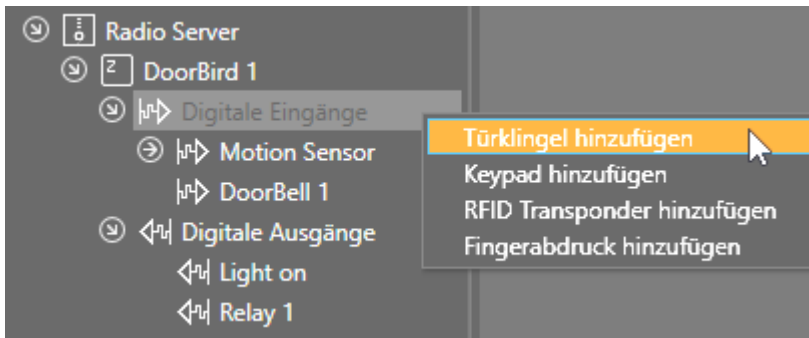 Radio Server
DoorBird 1
Digitale Eingänge
Motion Sensor
DoorBell 1
Digitale Ausgänge
Light on
Relay 1
Türklingel hinzufügen
Keypad hinzufügen
RFID Transponder hinzufügen
Fingerabdruck hinzufügen